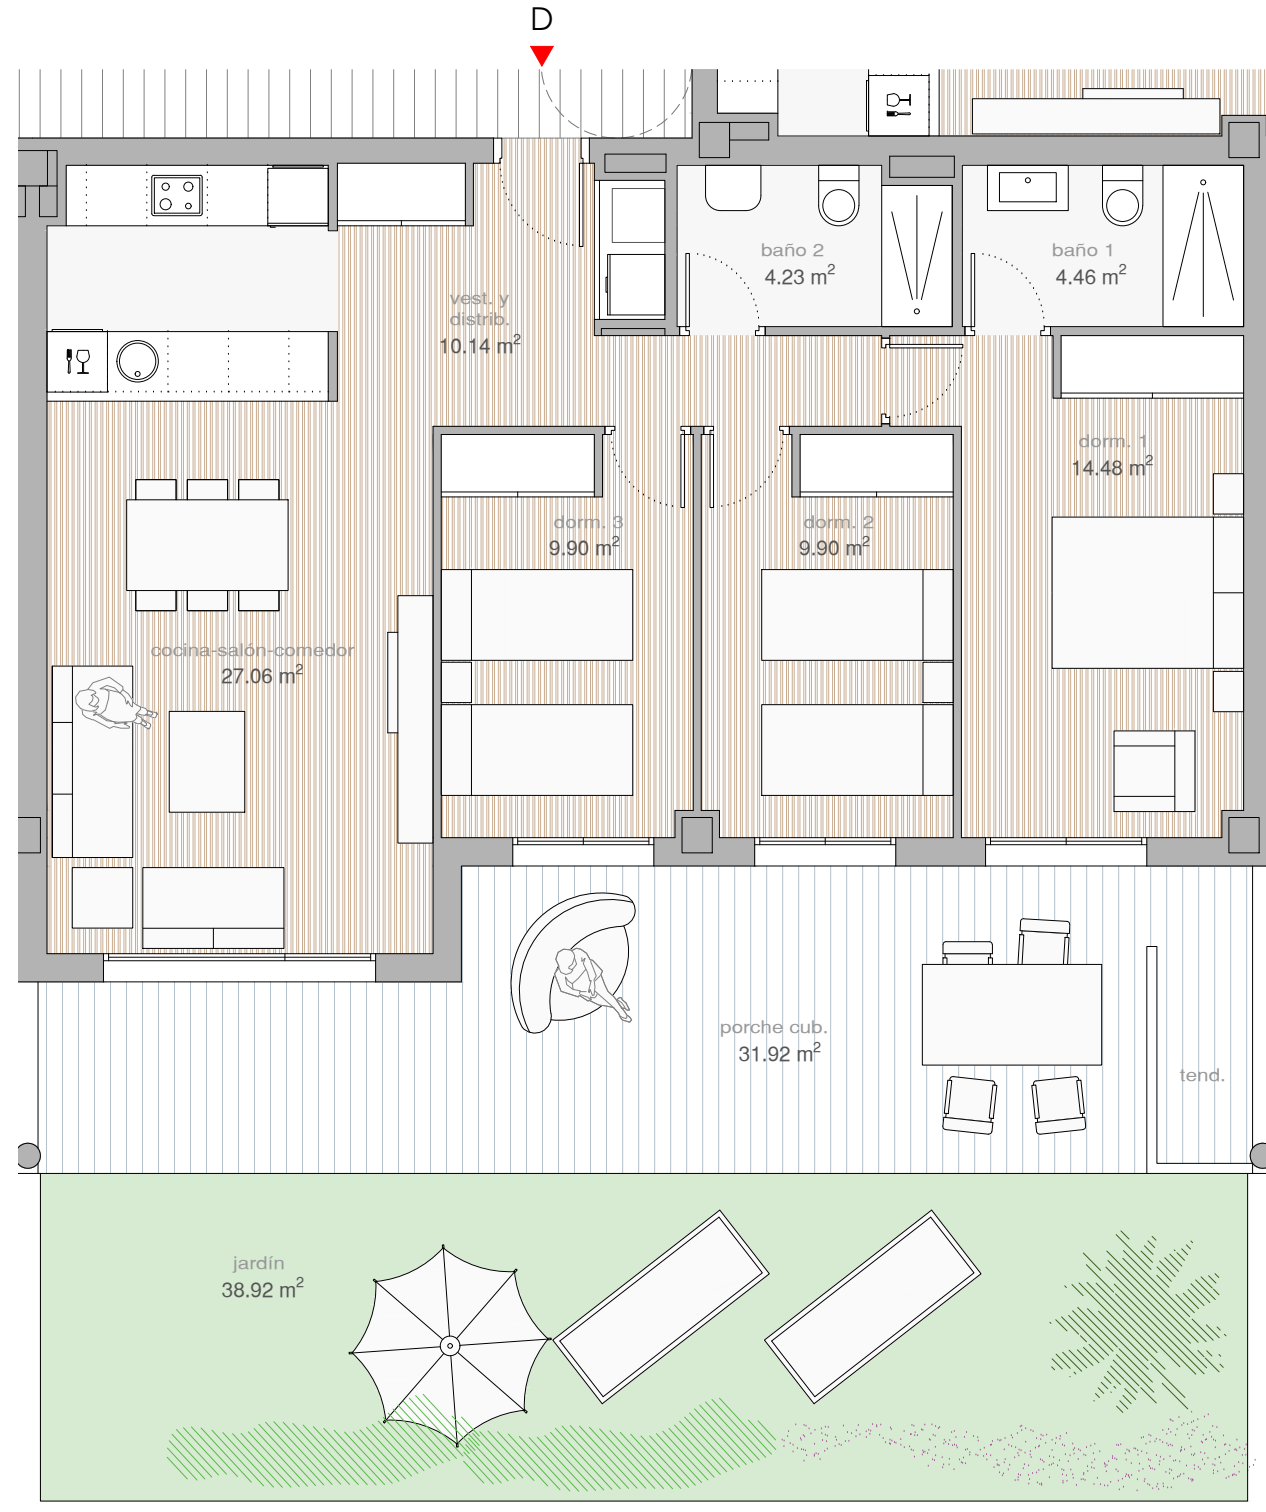 D
baño 2
4.23 m²
baño 1
4.46 m²
vest. y
distrib.
10.14 m²
dorm. 1
14.48 m²
dorm. 3
9.90 m²
dorm. 2
9.90 m²
cocina-salón-comedor
27.06 m²
porche cub.
31.92 m²
tend.
jardín
38.92 m²